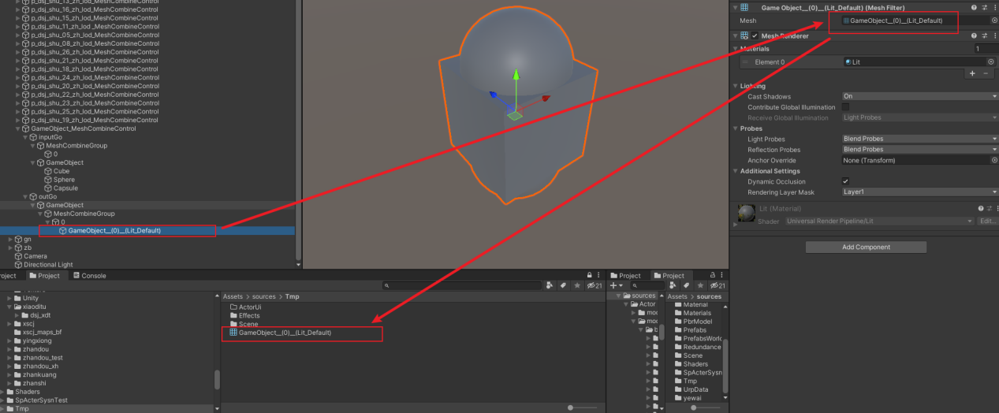 p_dsj_shu_13_zh_lod_MeshCombineControl
p_dsj_shu_16_zh_lod_MeshCombineControl
p_dsj_shu_15_zh_lod_MeshCombineControl
p_dsj_shu_11_zh_lod _MeshCombineControl
p_dsj_shu_05_zh_lod_MeshCombineControl
p_dsj_shu_08_zh_lod_MeshCombineControl
p_dsj_shu_26_zh_lod_MeshCombineControl
p_dsj_shu_21_zh_lod_MeshCombineControl
p_dsj_shu_18_zh_lod_MeshCombineControl
p_dsj_shu_24_zh_lod_MeshCombineControl
p_dsj_shu_20_zh_lod_MeshCombineControl
p_dsj_shu_22_zh_lod_MeshCombineControl
p_dsj_shu_23_zh_lod_MeshCombineControl
p_dsj_shu_25_zh_lod_MeshCombineControl
p_dsj_shu_19_zh_lod_MeshCombineControl
GameObject_MeshCombineControl
inputGo
MeshCombineGroup
0
GameObject
Cube
Sphere
Capsule
outGo
GameObject
MeshCombineGroup
0
GameObject__(0)__(Lit_Default)
gn
zb
Camera
Directional Light
Game Object__(0)__(Lit_Default) (Mesh Filter)
Mesh GameObject__(0)__(Lit_Default)
Mesh Renderer
Materials 1
Element 0 Lit
Lighting
Cast Shadows On
Contribute Global Illumination
Receive Global Illumination Light Probes
Probes
Light Probes Blend Probes
Reflection Probes Blend Probes
Anchor Override None (Transform)
Additional Settings
Dynamic Occlusion
Rendering Layer Mask Layer1
Lit (Material)
Shader Universal Render Pipeline/Lit Edit...
Add Component
roject Project Console
21
Unity
xiaoditu
dsj_xdt
xscj
xscj_maps_bf
yingxiong
zhandou
zhandou_test
zhandou_xh
zhankuang
zhanshi
Shaders
SpActerSysnTest
Tmp
Assets > sources > Tmp
ActorUi
Effects
Scene
GameObject__(0)__(Lit_Default)
Project Project
21
sources
Actor
mo
mo
b
Assets > sources
Material
Materials
PbrModel
Prefabs
PrefabsWorl
Redundance
Scene
Shaders
SpActerSysn
Tmp
UrpData
yewai